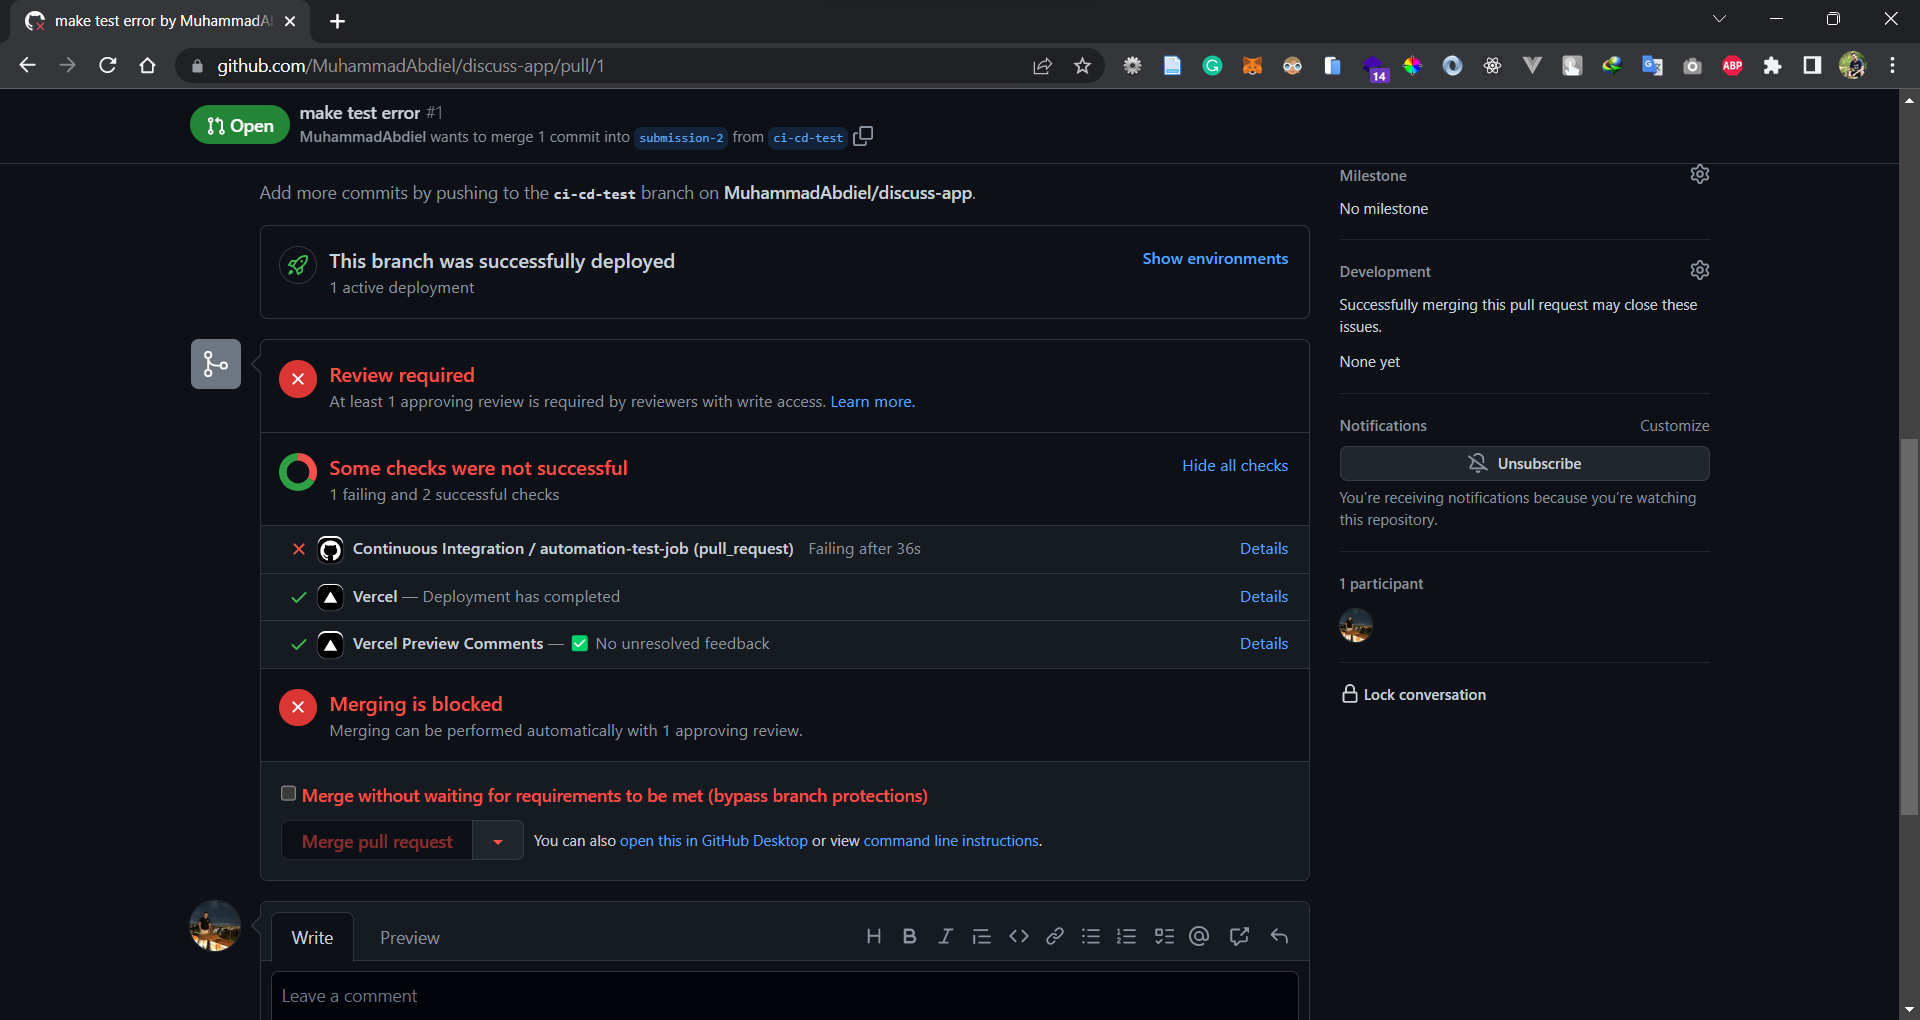 make test error by MuhammadA
github.com/MuhammadAbdiel/discuss-app/pull/1
14
ABP
Open
make test error #1
MuhammadAbdiel wants to merge 1 commit into submission-2 from ci-cd-test
Add more commits by pushing to the ci-cd-test branch on MuhammadAbdiel/discuss-app.
This branch was successfully deployed
1 active deployment
Show environments
Review required
At least 1 approving review is required by reviewers with write access. Learn more.
Some checks were not successful
1 failing and 2 successful checks
Hide all checks
Continuous Integration / automation-test-job (pull_request) Failing after 36s
Details
Vercel — Deployment has completed
Details
Vercel Preview Comments — ✅ No unresolved feedback
Details
Merging is blocked
Merging can be performed automatically with 1 approving review.
Merge without waiting for requirements to be met (bypass branch protections)
Merge pull request
You can also open this in GitHub Desktop or view command line instructions.
Write
Preview
Leave a comment
Milestone
No milestone
Development
Successfully merging this pull request may close these
issues.
None yet
Notifications
Customize
Unsubscribe
You're receiving notifications because you're watching
this repository.
1 participant
Lock conversation